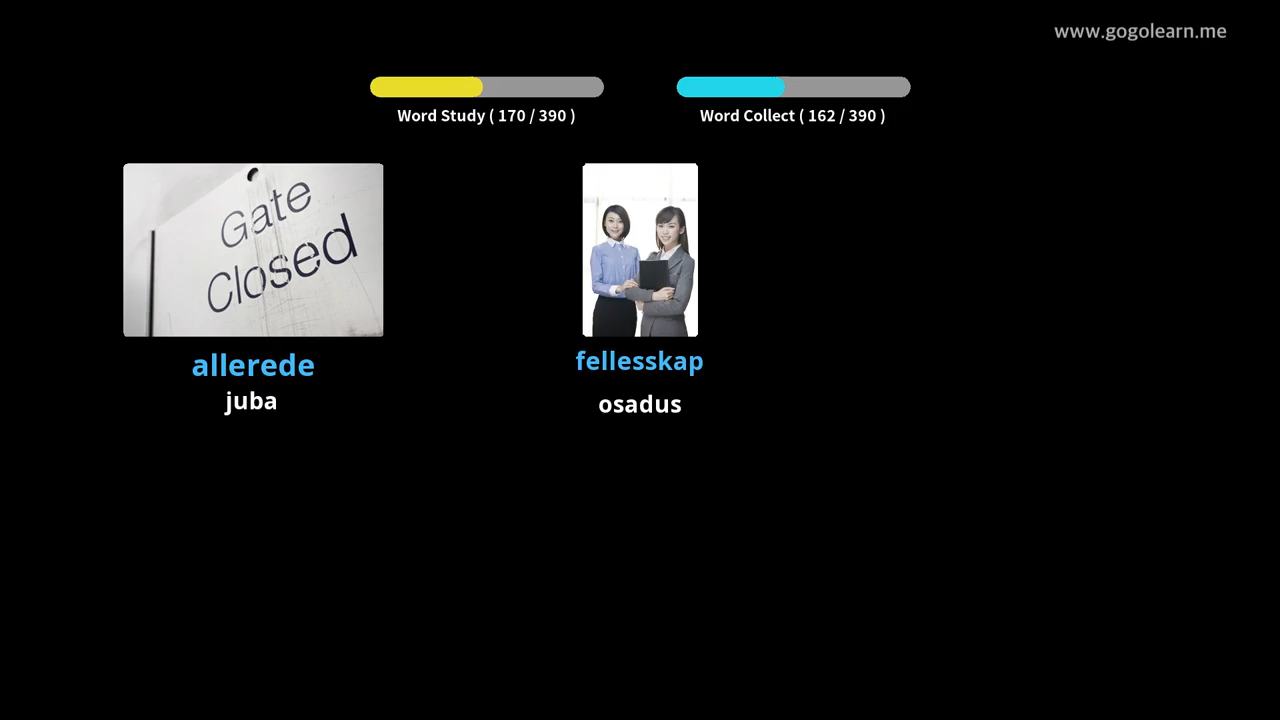 www.gogolearn.me
Word Study ( 170 / 390 )
Word Collect ( 162 / 390 )
Gate
Closed
allerede
juba
fellesskap
osadus